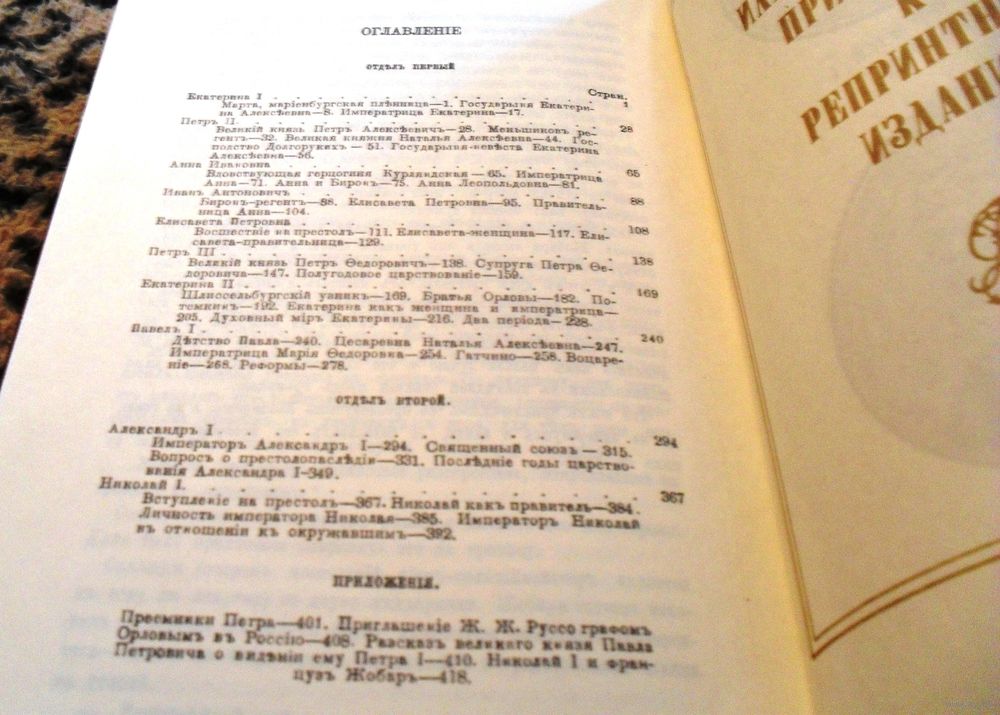 ОГЛАВЛЕНІЕ
ОТДѢЛЪ ПЕРВЫЙ
Стран.
Екатерина I . . . . . . . . . . 1
Марта, маріенбургская плѣнница—1. Государыня Екатери-
на Алексѣевна—8. Императрица Екатерина—17.
Петръ II . . . . . . . . . . 28
Великій князь Петръ Алексѣевичъ—28. Меньшиковъ ре-
гентъ—32. Великая княжна Наталья Алексѣевна—44. Гос-
подство Долгорукихъ — 51. Государыня-невѣста Екатерина
Алексѣевна—56.
Анна Ивановна . . . . . . . . . . 65
Вловствующая герцогиня Курляндская — 65. Императрица
Анна—71. Анна и Биронъ—75. Анна Леопольдовна—81.
Иванъ Антоновичъ . . . . . . . . . . 88
Биронъ-регентъ—88. Елисавета Петровна—95. Правитель-
ница Анна—104.
Елисавета Петровна . . . . . . . . . . 108
Восшествіе на престолъ—111. Елисавета-женщина—117. Ели-
савета-правительница—129.
Петръ III . . . . . . . . . . 138
Великій князь Петръ Ѳедоровичъ—138. Супруга Петра Ѳе-
доровича—147. Полугодовое царствованіе—159.
Екатерина II . . . . . . . . . . 169
Шлиссельбургскій узникъ—169. Братья Орловы—182. По-
темкинъ—192. Екатерина какъ женщина и императрица—
205. Духовный міръ Екатерины—216. Два періода—228.
Павелъ I . . . . . . . . . . 240
Дѣтство Павла—240. Цесаревна Наталья Алексѣевна—247.
Императрица Марія Ѳедоровна—254. Гатчино—258. Воцаре-
ніе—268. Реформы—278.
ОТДѢЛЪ ВТОРОЙ.
Александръ I . . . . . . . . . . 294
Императоръ Александръ I—294. Священный союзъ — 315.
Вопросъ о престолонаслѣдіи—331. Послѣдніе годы царство-
ванія Александра I-349.
Николай I. . . . . . . . . . . 367
Вступленіе на престолъ—367. Николай какъ правитель—384.
Личность императора Николая—385. Императоръ Николай
въ отношеніи къ окружавшимъ—392.
ПРИЛОЖЕНІЯ.
Преемники Петра—401. Приглашеніе Ж. Ж. Руссо графомъ
Орловымъ въ Россію—408. Разсказъ великаго князя Павла
Петровича о видѣніи ему Петра I—410. Николай I и фран-
цузъ Жобаръ—418.
К
РЕПРИНТН
ИЗДАНИ